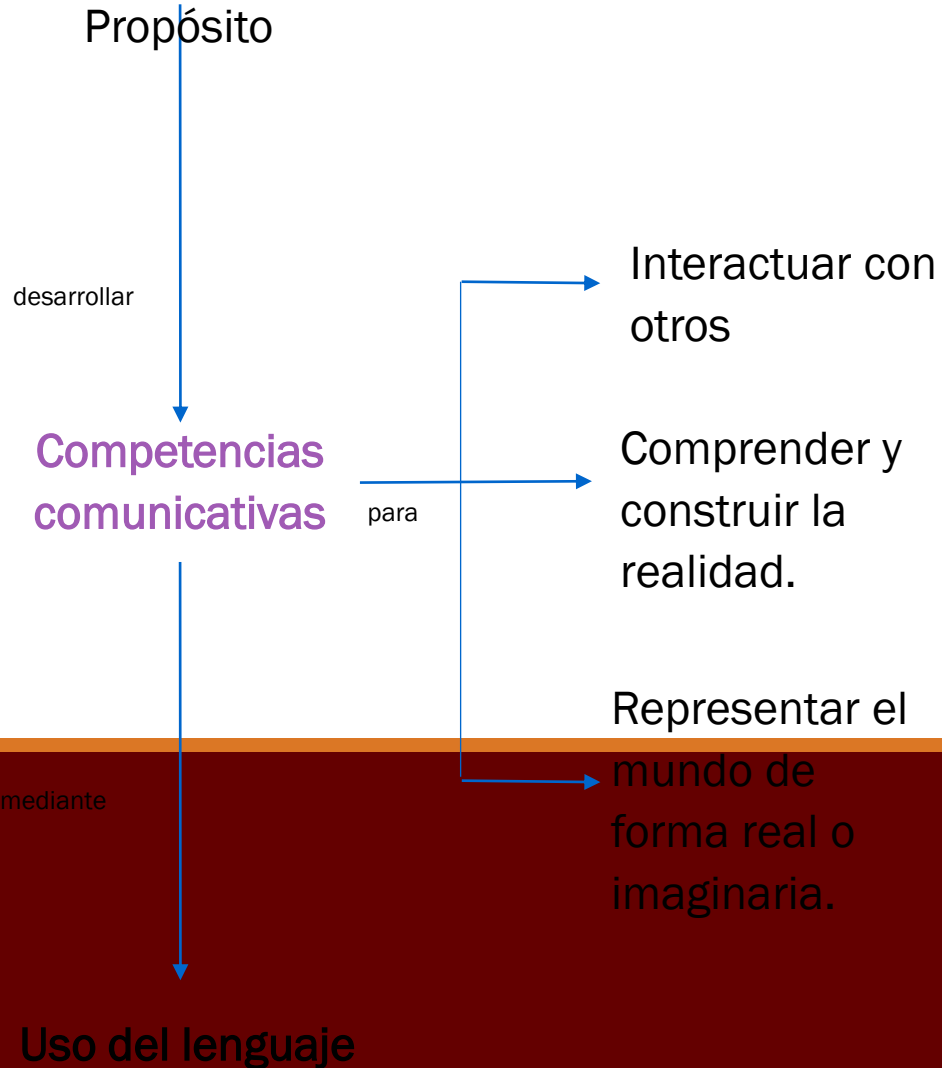 Propósito
desarrollar
Competencias
comunicativas
para
Interactuar con
otros
Comprender y
construir la
realidad.
Representar el
mundo de
forma real o
imaginaria.
mediante
Uso del lenguaje